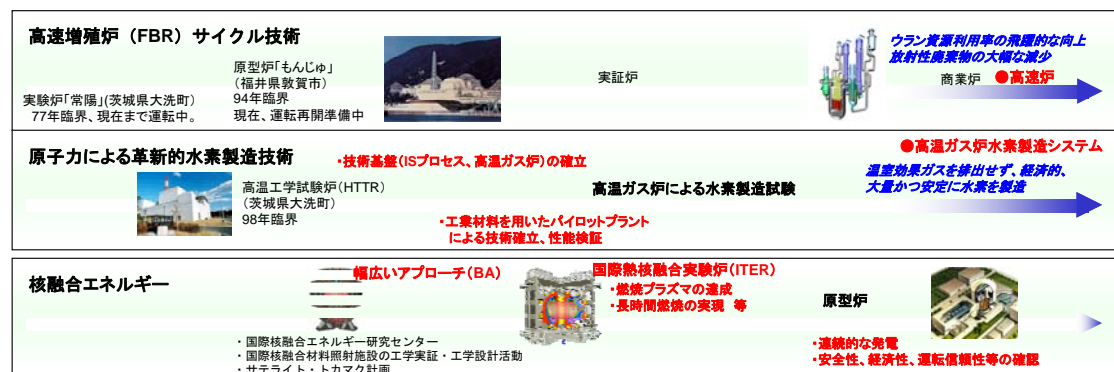 高速増殖炉（FBR）サイクル技術
原型炉「もんじゅ」
（福井県敦賀市）
94年臨界
現在、運転再開準備中
実験炉「常陽」(茨城県大洗町）
77年臨界、現在まで運転中。
実証炉
ウラン資源利用率の飛躍的な向上
放射性廃棄物の大幅な減少
商業炉 ●高速炉
原子力による革新的水素製造技術
・技術基盤(ISプロセス、高温ガス炉)の確立
高温工学試験炉(HTTR)
(茨城県大洗町)
98年臨界
・工業材料を用いたパイロットプラント
による技術確立、性能検証
高温ガス炉による水素製造試験
●高温ガス炉水素製造システム
温室効果ガスを排出せず、経済的、
大量かつ安定に水素を製造
核融合エネルギー
幅広いアプローチ(BA)
・国際核融合エネルギー研究センター
・国際核融合材料照射施設の工学実証・工学設計活動
・サテライト・トカマク計画
国際熱核融合実験炉(ITER)
・燃焼プラズマの達成
・長時間燃焼の実現 等
原型炉
・連続的な発電
・安全性、経済性、運転信頼性等の確認